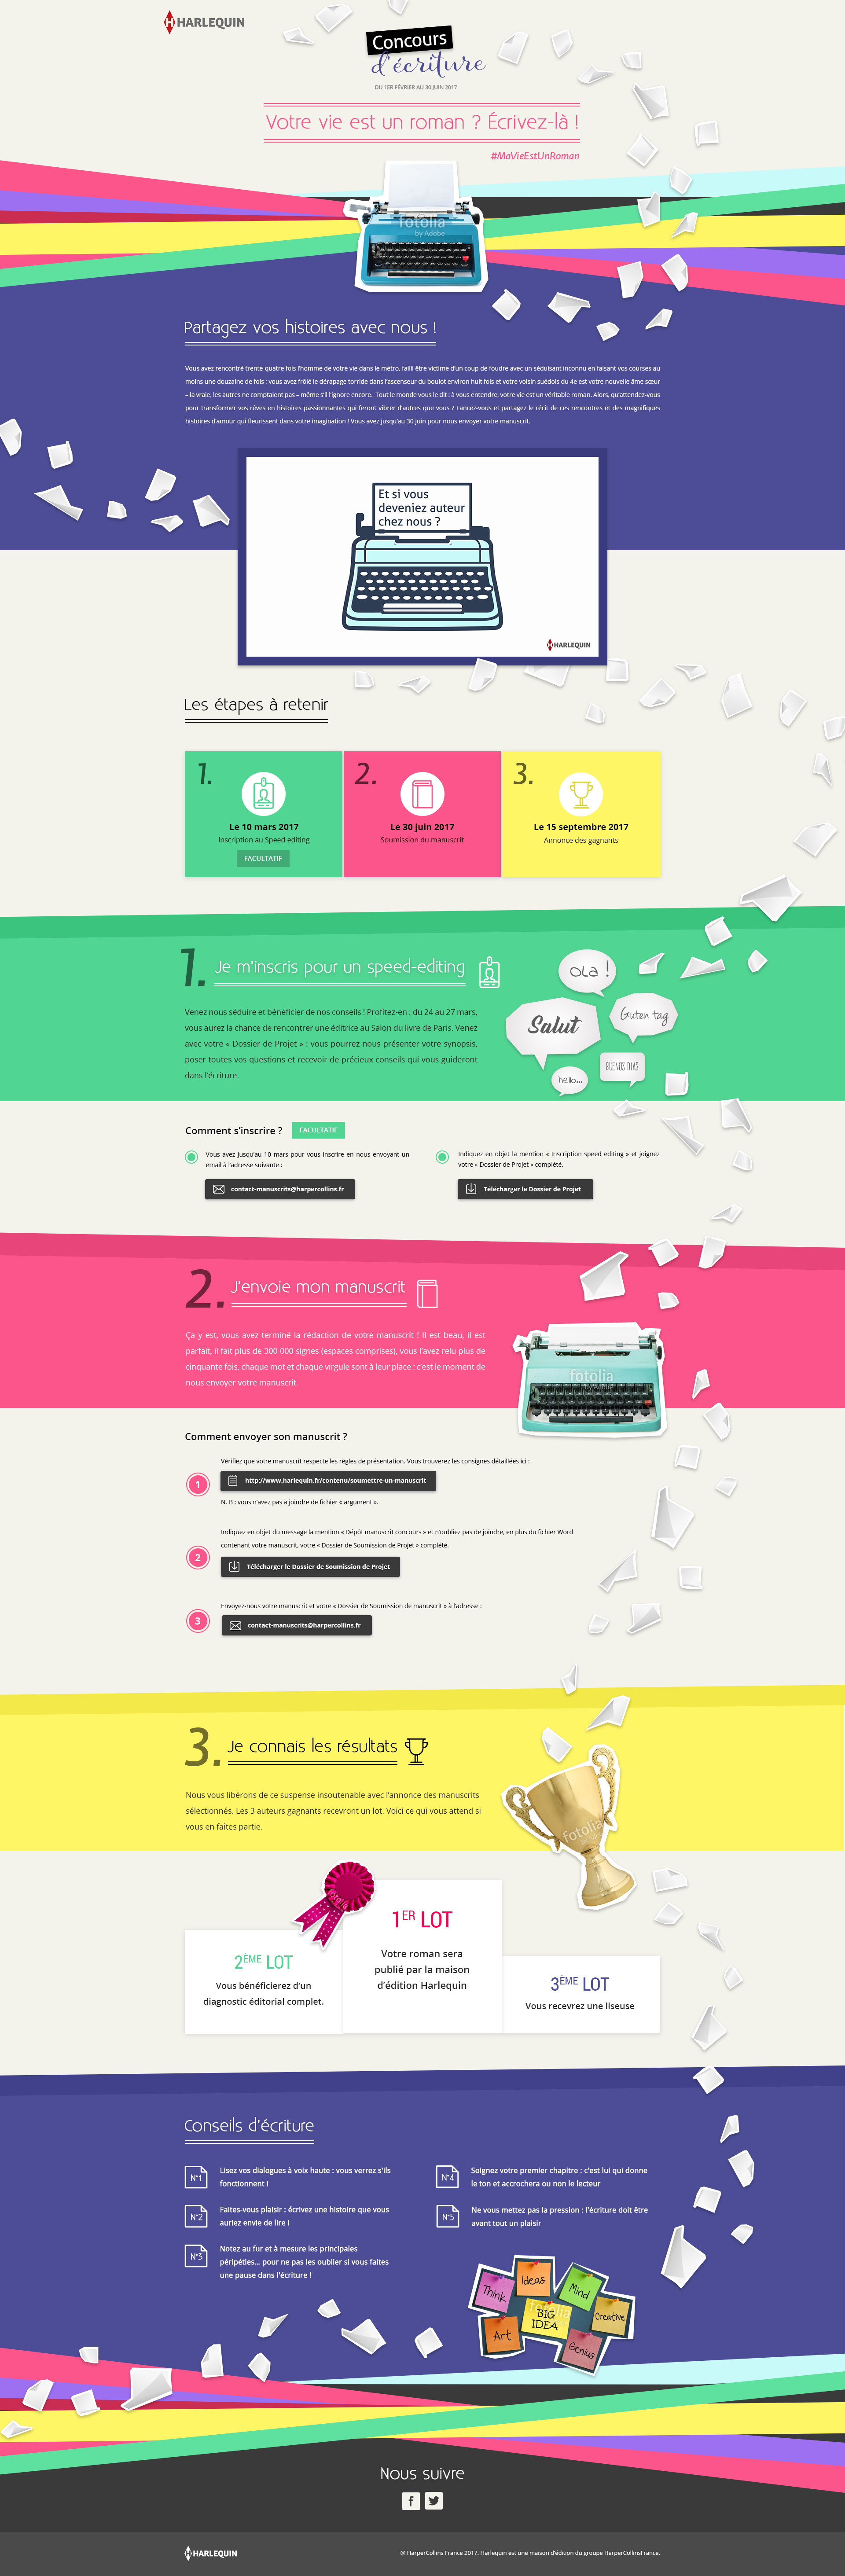 HARLEQUIN
Concours
d'écriture
DU 1ER FÉVRIER AU 30 JUIN 2017
Votre vie est un roman ? Écrivez-là !
#MaVieEstUnRoman
fotolia
by Adobe
Partagez vos histoires avec nous !
Vous avez rencontré trente-quatre fois l'homme de votre vie dans le métro, failli être victime d'un coup de foudre avec un séduisant inconnu en faisant vos courses au
moins une douzaine de fois : vous avez frôlé le dérapage torride dans l'ascenseur du boulot environ huit fois et votre voisin suédois du 4e est votre nouvelle âme sœur
– la vraie, les autres ne comptaient pas – même s'il l'ignore encore. Tout le monde vous le dit : à vous entendre, votre vie est un véritable roman. Alors, qu'attendez-vous
pour transformer vos rêves en histoires passionnantes qui feront vibrer d'autres que vous ? Lancez-vous et partagez le récit de ces rencontres et des magnifiques
histoires d'amour qui fleurissent dans votre imagination ! Vous avez jusqu'au 30 juin pour nous envoyer votre manuscrit.
Et si vous
deveniez auteur
chez nous ?
HARLEQUIN
Les étapes à retenir
1.
Le 10 mars 2017
Inscription au Speed editing
FACULTATIF
2.
Le 30 juin 2017
Soumission du manuscrit
3.
Le 15 septembre 2017
Annonce des gagnants
1. Je m'inscris pour un speed-editing
Venez nous séduire et bénéficier de nos conseils ! Profitez-en : du 24 au 27 mars,
vous aurez la chance de rencontrer une éditrice au Salon du livre de Paris. Venez
avec votre « Dossier de Projet » : vous pourrez nous présenter votre synopsis,
poser toutes vos questions et recevoir de précieux conseils qui vous guideront
dans l'écriture.
Ola !
Salut
Guten tag
BUENOS DIAS
hello...
Comment s'inscrire ? FACULTATIF
Vous avez jusqu'au 10 mars pour vous inscrire en nous envoyant un
email à l'adresse suivante :
contact-manuscrits@harpercollins.fr
Indiquez en objet la mention « Inscription speed editing » et joignez
votre « Dossier de Projet » complété.
Télécharger le Dossier de Projet
2. J'envoie mon manuscrit
Ça y est, vous avez terminé la rédaction de votre manuscrit ! Il est beau, il est
parfait, il fait plus de 300 000 signes (espaces comprises), vous l'avez relu plus de
cinquante fois, chaque mot et chaque virgule sont à leur place : c'est le moment de
nous envoyer votre manuscrit.
fotolia
Comment envoyer son manuscrit ?
1
Vérifiez que votre manuscrit respecte les règles de présentation. Vous trouverez les consignes détaillées ici :
http://www.harlequin.fr/contenu/soumettre-un-manuscrit
N. B : vous n'avez pas à joindre de fichier « argument ».
2
Indiquez en objet du message la mention « Dépôt manuscrit concours » et n'oubliez pas de joindre, en plus du fichier Word
contenant votre manuscrit, votre « Dossier de Soumission de Projet » complété.
Télécharger le Dossier de Soumission de Projet
3
Envoyez-nous votre manuscrit et votre « Dossier de Soumission de manuscrit » à l'adresse :
contact-manuscrits@harpercollins.fr
3. Je connais les résultats
Nous vous libérons de ce suspense insoutenable avec l'annonce des manuscrits
sélectionnés. Les 3 auteurs gagnants recevront un lot. Voici ce qui vous attend si
vous en faites partie.
fotolia
1ER LOT
Votre roman sera
publié par la maison
d'édition Harlequin
2ÈME LOT
Vous bénéficierez d'un
diagnostic éditorial complet.
3ÈME LOT
Vous recevrez une liseuse
Conseils d'écriture
N°1
Lisez vos dialogues à voix haute : vous verrez s'ils
fonctionnent !
N°2
Faites-vous plaisir : écrivez une histoire que vous
auriez envie de lire !
N°3
Notez au fur et à mesure les principales
péripéties... pour ne pas les oublier si vous faites
une pause dans l'écriture !
N°4
Soignez votre premier chapitre : c'est lui qui donne
le ton et accrochera ou non le lecteur
N°5
Ne vous mettez pas la pression : l'écriture doit être
avant tout un plaisir
Think
Ideas
Mind
BIG
IDEA
Creative
Art
Genius
Nous suivre
HARLEQUIN
@ HarperCollins France 2017. Harlequin est une maison d'édition du groupe HarperCollinsFrance.